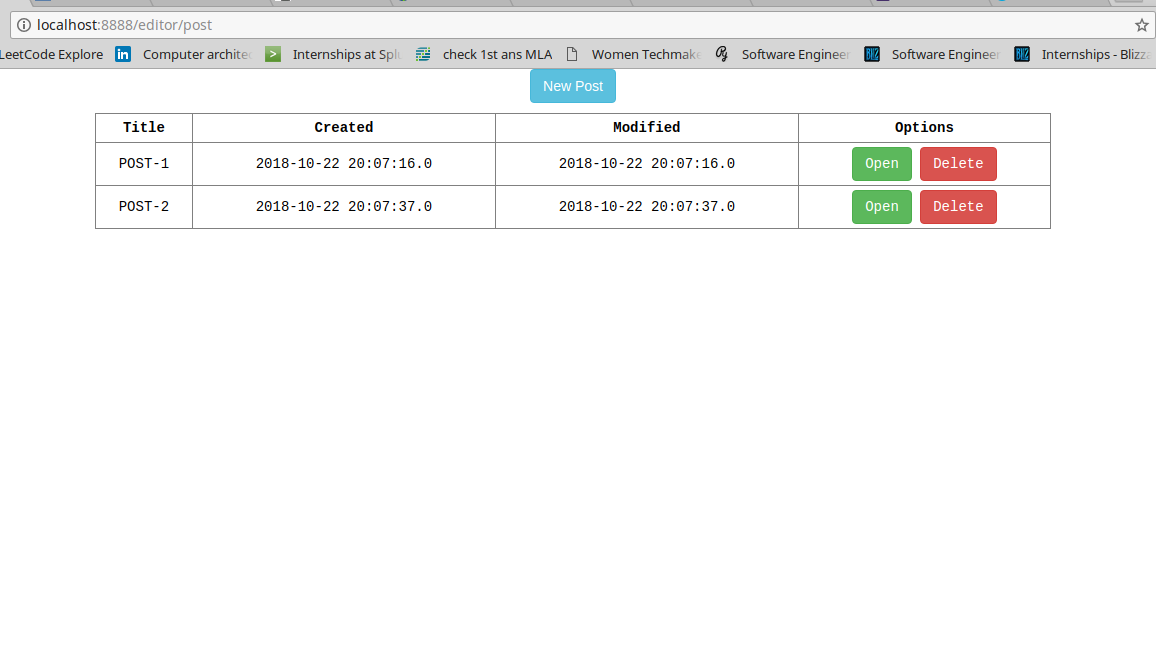 localhost:8888/editor/post
LeetCode Explore Computer archite Internships at Spl check 1st ans MLA Women Techmake Software Engineer Software Engineer Internships - Blizza
New Post
Title Created Modified Options
POST-1 2018-10-22 20:07:16.0 2018-10-22 20:07:16.0 Open Delete
POST-2 2018-10-22 20:07:37.0 2018-10-22 20:07:37.0 Open Delete